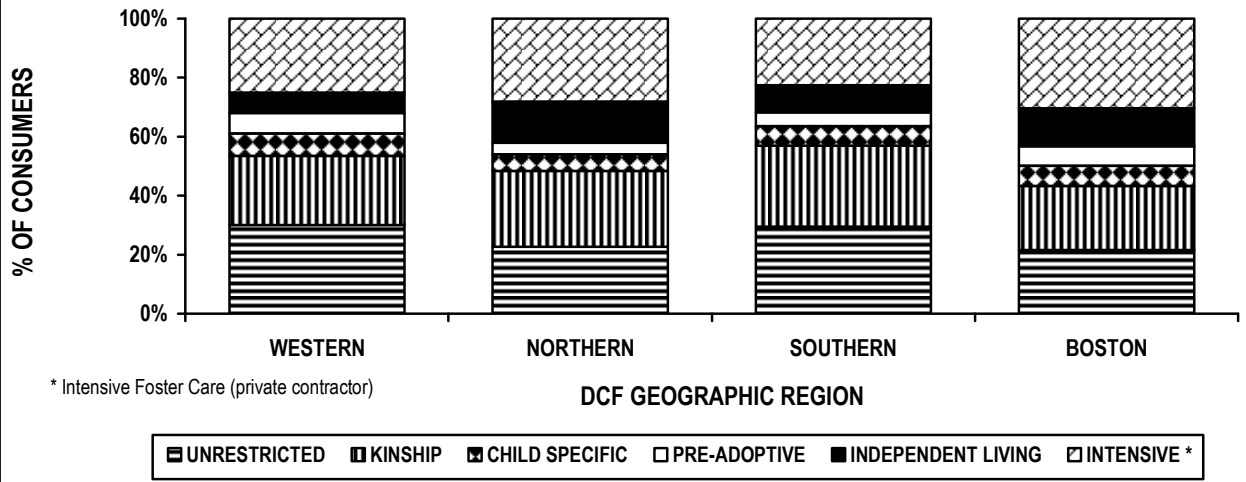 100%
80%
60%
40%
20%
0%
% OF CONSUMERS
WESTERN NORTHERN SOUTHERN BOSTON
* Intensive Foster Care (private contractor)
DCF GEOGRAPHIC REGION
UNRESTRICTED KINSHIP CHILD SPECIFIC PRE-ADOPTIVE INDEPENDENT LIVING INTENSIVE *